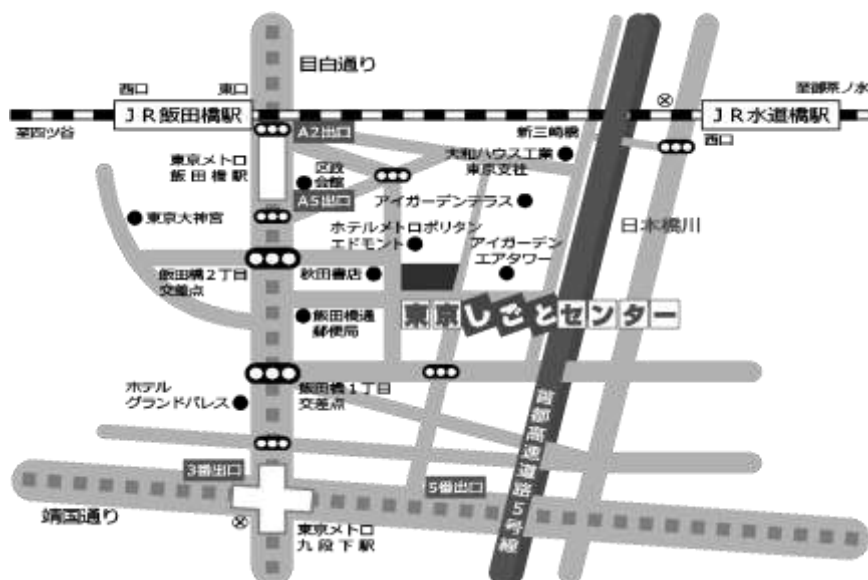 目白通り
西口
東口
至御茶ノ水
JR飯田橋駅
JR水道橋駅
至四ツ谷
A2出口
新三崎橋
西口
東京メトロ
飯田橋駅
区政
会館
大和ハウス工業
東京支社
A5出口
アイガーデンテラス
東京大神宮
ホテルメトロポリタン
エドモント
アイガーデン
エアタワー
日本橋川
飯田橋2丁目
交差点
秋田書店
東京しごとセンター
飯田橋通
郵便局
ホテル
グランドパレス
飯田橋1丁目
交差点
首都高速道路5号線
3番出口
5番出口
靖国通り
東京メトロ
九段下駅